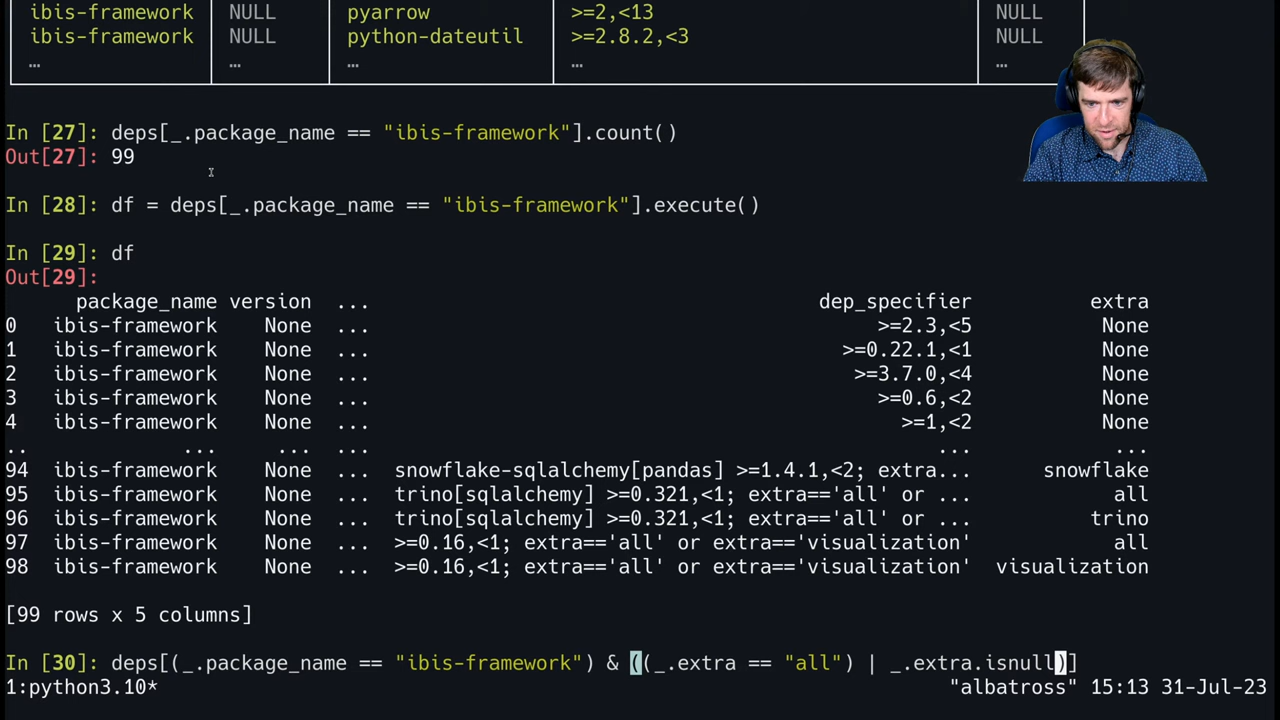 ibis-framework NULL pyarrow >=2,<13 NULL
ibis-framework NULL python-dateutil >=2.8.2,<3 NULL
… … … … …
In [27]: deps[_.package_name == "ibis-framework"].count()
Out[27]: 99
In [28]: df = deps[_.package_name == "ibis-framework"].execute()
In [29]: df
Out[29]:
package_name version ... dep_specifier extra
0 ibis-framework None ... >=2.3,<5 None
1 ibis-framework None ... >=0.22.1,<1 None
2 ibis-framework None ... >=3.7.0,<4 None
3 ibis-framework None ... >=0.6,<2 None
4 ibis-framework None ... >=1,<2 None
.. ... ... ... ... ...
94 ibis-framework None ... snowflake-sqlalchemy[pandas] >=1.4.1,<2; extra... snowflake
95 ibis-framework None ... trino[sqlalchemy] >=0.321,<1; extra=='all' or ... all
96 ibis-framework None ... trino[sqlalchemy] >=0.321,<1; extra=='all' or ... trino
97 ibis-framework None ... >=0.16,<1; extra=='all' or extra=='visualization' all
98 ibis-framework None ... >=0.16,<1; extra=='all' or extra=='visualization' visualization
[99 rows x 5 columns]
In [30]: deps[(_.package_name == "ibis-framework") & ((_.extra == "all") | _.extra.isnull)]
1:python3.10* "albatross" 15:13 31-Jul-23